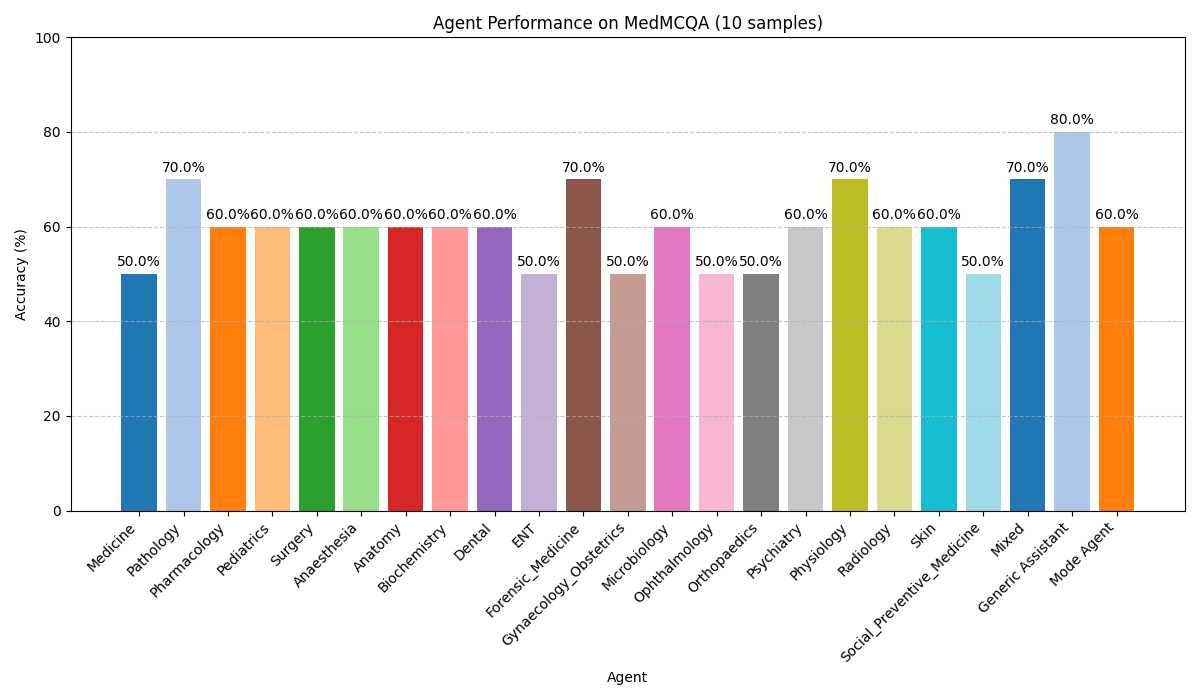 Agent Performance on MedMCQA (10 samples)
Accuracy (%)
100
80
60
40
20
0
50.0%
70.0%
60.0%
60.0%
60.0%
60.0%
60.0%
60.0%
60.0%
50.0%
70.0%
50.0%
60.0%
50.0%
50.0%
60.0%
70.0%
60.0%
60.0%
50.0%
70.0%
80.0%
60.0%
Medicine
Pathology
Pharmacology
Pediatrics
Surgery
Anaesthesia
Anatomy
Biochemistry
Dental
ENT
Forensic_Medicine
Gynaecology_Obstetrics
Microbiology
Ophthalmology
Orthopaedics
Psychiatry
Physiology
Radiology
Skin
Social_Preventive_Medicine
Mixed
Generic Assistant
Mode Agent
Agent